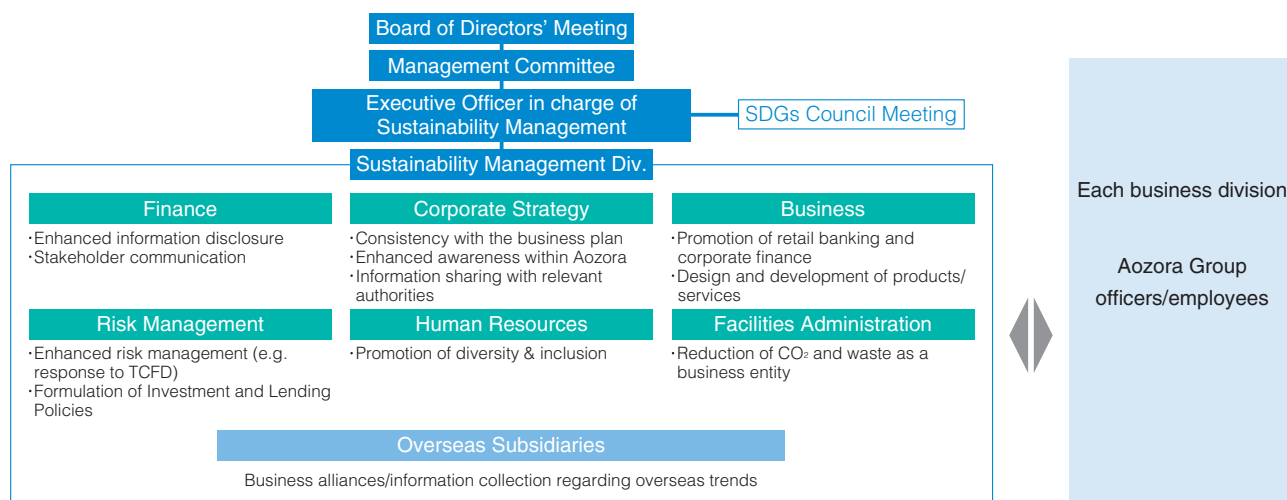 Board of Directors’ Meeting
Management Committee
Executive Officer in charge of
Sustainability Management
SDGs Council Meeting
Sustainability Management Div.
Finance
・Enhanced information disclosure
・Stakeholder communication
Corporate Strategy
・Consistency with the business plan
・Enhanced awareness within Aozora
・Information sharing with relevant
authorities
Business
・Promotion of retail banking and
corporate finance
・Design and development of products/
services
Risk Management
・Enhanced risk management (e.g.
response to TCFD)
・Formulation of Investment and Lending
Policies
Human Resources
・Promotion of diversity & inclusion
Facilities Administration
・Reduction of CO₂ and waste as a
business entity
Overseas Subsidiaries
Business alliances/information collection regarding overseas trends
Each business division
Aozora Group
officers/employees